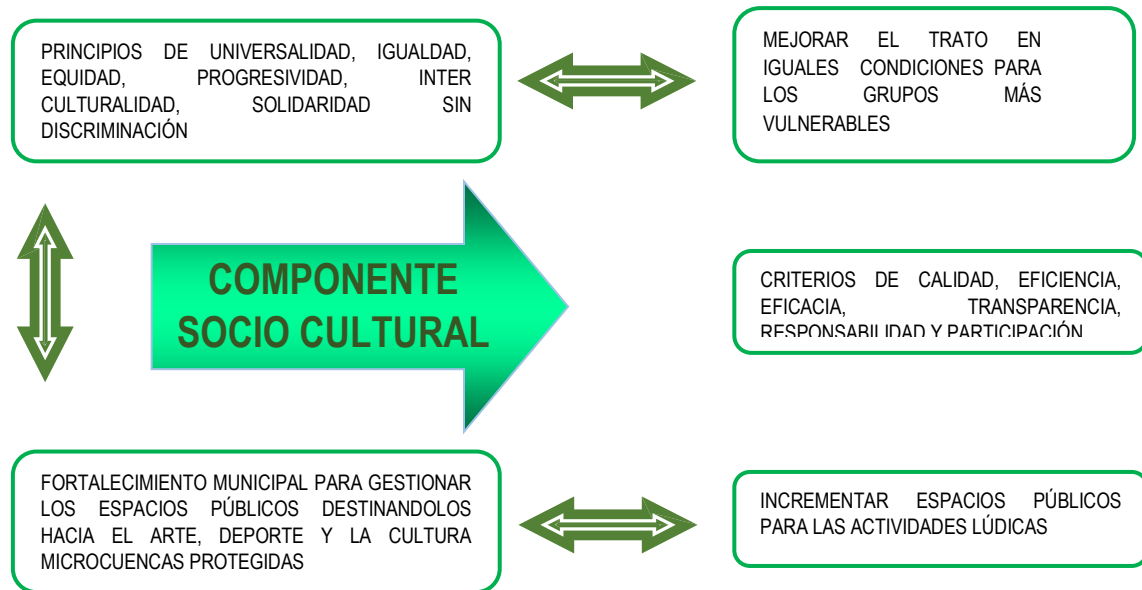 PRINCIPIOS DE UNIVERSALIDAD, IGUALDAD,
EQUIDAD, PROGRESIVIDAD, INTER
CULTURALIDAD, SOLIDARIDAD SIN
DISCRIMINACIÓN
MEJORAR EL TRATO EN
IGUALES CONDICIONES PARA
LOS GRUPOS MÁS
VULNERABLES
COMPONENTE
SOCIO CULTURAL
CRITERIOS DE CALIDAD, EFICIENCIA,
EFICACIA, TRANSPARENCIA,
RESPONSABILIDAD Y PARTICIPACIÓN
FORTALECIMIENTO MUNICIPAL PARA GESTIONAR
LOS ESPACIOS PÚBLICOS DESTINANDOLOS
HACIA EL ARTE, DEPORTE Y LA CULTURA
MICROCUENCAS PROTEGIDAS
INCREMENTAR ESPACIOS PÚBLICOS
PARA LAS ACTIVIDADES LÚDICAS